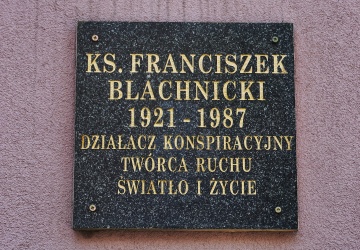 KS. FRANCISZEK
BLACHNICKI
1921 - 1987
DZIAŁACZ KONSPIRACYJNY
TWÓRCA RUCHU
ŚWIATŁO I ŻYCIE